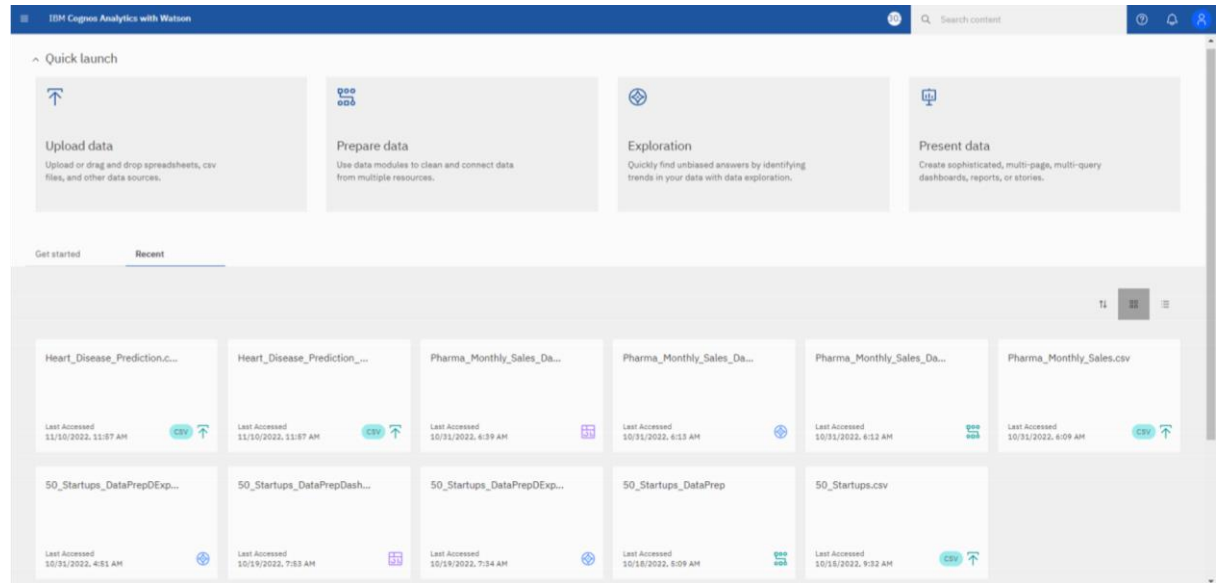 IBM Cognos Analytics with Watson
Search content
Quick launch
Upload data
Upload or drag and drop spreadsheets, csv
files, and other data sources.
Prepare data
Use data modules to clean and connect data
from multiple resources.
Exploration
Quickly find unbiased answers by identifying
trends in your data with data exploration.
Present data
Create sophisticated, multi-page, multi-query
dashboards, reports, or stories.
Get started Recent
Heart_Disease_Prediction.c...
Last Accessed
11/10/2022, 11:57 AM
CSV
Heart_Disease_Prediction_...
Last Accessed
11/10/2022, 11:57 AM
CSV
Pharma_Monthly_Sales_Da...
Last Accessed
10/31/2022, 6:39 AM
Pharma_Monthly_Sales_Da...
Last Accessed
10/31/2022, 6:13 AM
Pharma_Monthly_Sales_Da...
Last Accessed
10/31/2022, 6:12 AM
Pharma_Monthly_Sales.csv
Last Accessed
10/31/2022, 6:09 AM
CSV
50_Startups_DataPrepDExp...
Last Accessed
10/31/2022, 4:51 AM
50_Startups_DataPrepDash...
Last Accessed
10/19/2022, 7:53 AM
50_Startups_DataPrepDExp...
Last Accessed
10/19/2022, 7:34 AM
50_Startups_DataPrep
Last Accessed
10/18/2022, 5:09 AM
50_Startups.csv
Last Accessed
10/15/2022, 9:32 AM
CSV